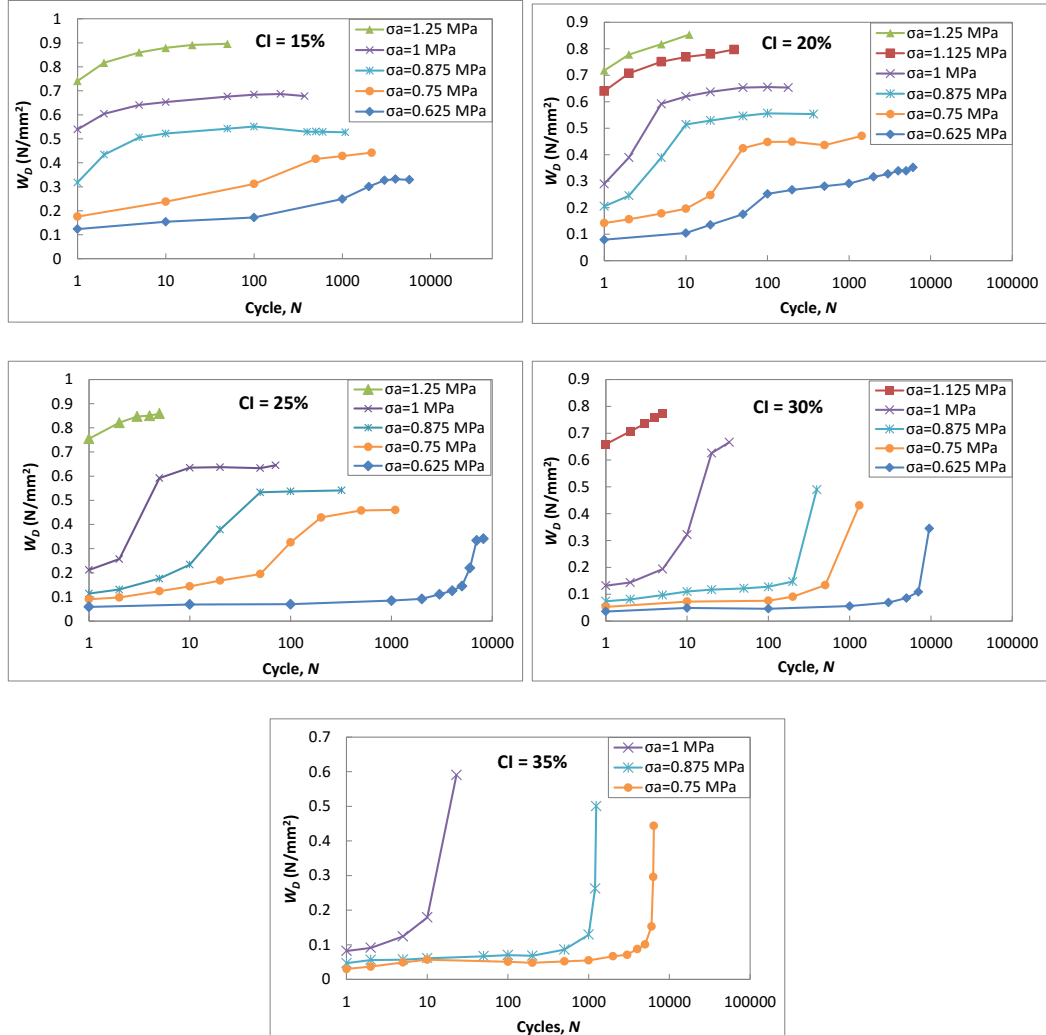 CI = 15%
σa=1.25 MPa
σa=1 MPa
σa=0.875 MPa
σa=0.75 MPa
σa=0.625 MPa
W_D (N/mm²)
1
0.9
0.8
0.7
0.6
0.5
0.4
0.3
0.2
0.1
0
1 10 100 1000 10000
Cycle, N
CI = 20%
σa=1.25 MPa
σa=1.125 MPa
σa=1 MPa
σa=0.875 MPa
σa=0.75 MPa
σa=0.625 MPa
W_D (N/mm²)
0.9
0.8
0.7
0.6
0.5
0.4
0.3
0.2
0.1
0
1 10 100 1000 10000 100000
Cycle, N
CI = 25%
σa=1.25 MPa
σa=1 MPa
σa=0.875 MPa
σa=0.75 MPa
σa=0.625 MPa
W_D (N/mm²)
1
0.9
0.8
0.7
0.6
0.5
0.4
0.3
0.2
0.1
0
1 10 100 1000 10000
Cycle, N
CI = 30%
σa=1.125 MPa
σa=1 MPa
σa=0.875 MPa
σa=0.75 MPa
σa=0.625 MPa
W_D (N/mm²)
0.9
0.8
0.7
0.6
0.5
0.4
0.3
0.2
0.1
0
1 10 100 1000 10000 100000
Cycle, N
CI = 35%
σa=1 MPa
σa=0.875 MPa
σa=0.75 MPa
W_D (N/mm²)
0.7
0.6
0.5
0.4
0.3
0.2
0.1
0
1 10 100 1000 10000 100000
Cycles, N